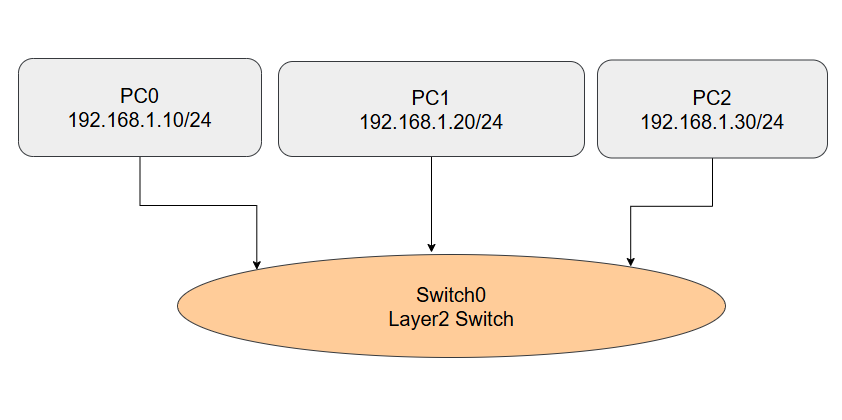 PC0
192.168.1.10/24
PC1
192.168.1.20/24
PC2
192.168.1.30/24
Switch0
Layer2 Switch